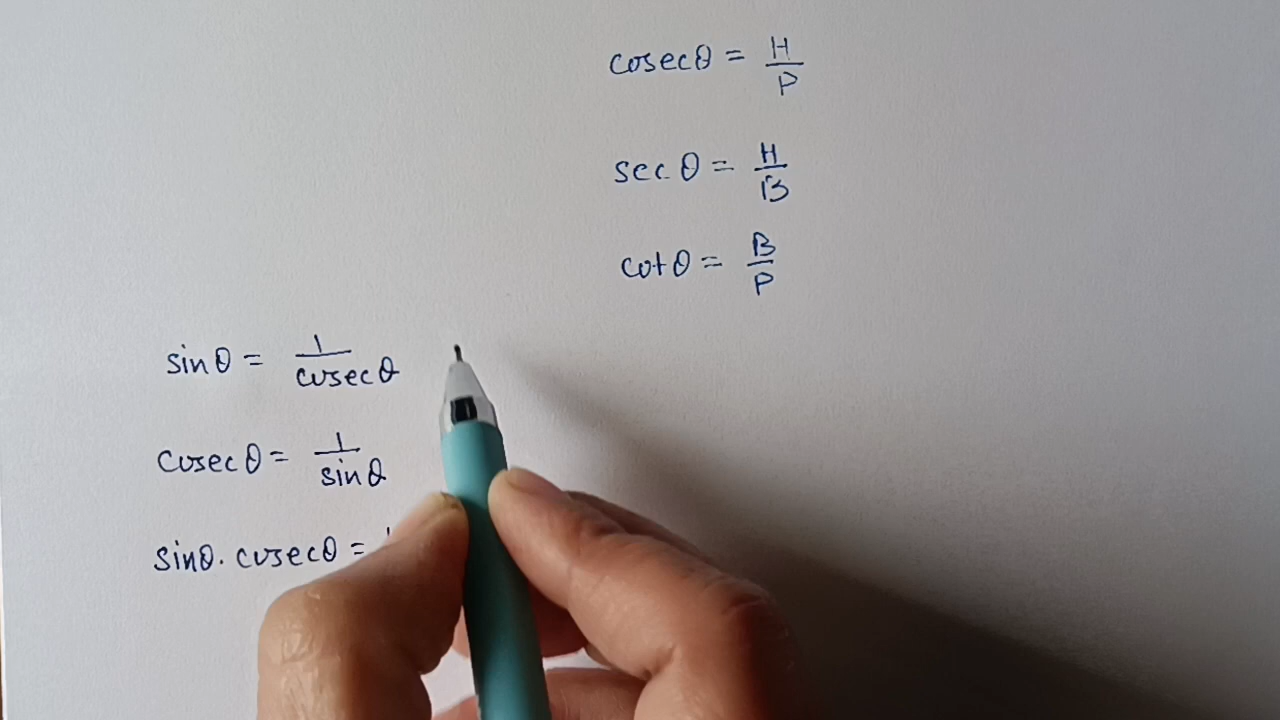 cosecθ = H/P
secθ = H/B
cotθ = B/P
sinθ = 1/cosecθ
cosecθ = 1/sinθ
sinθ. cosecθ =